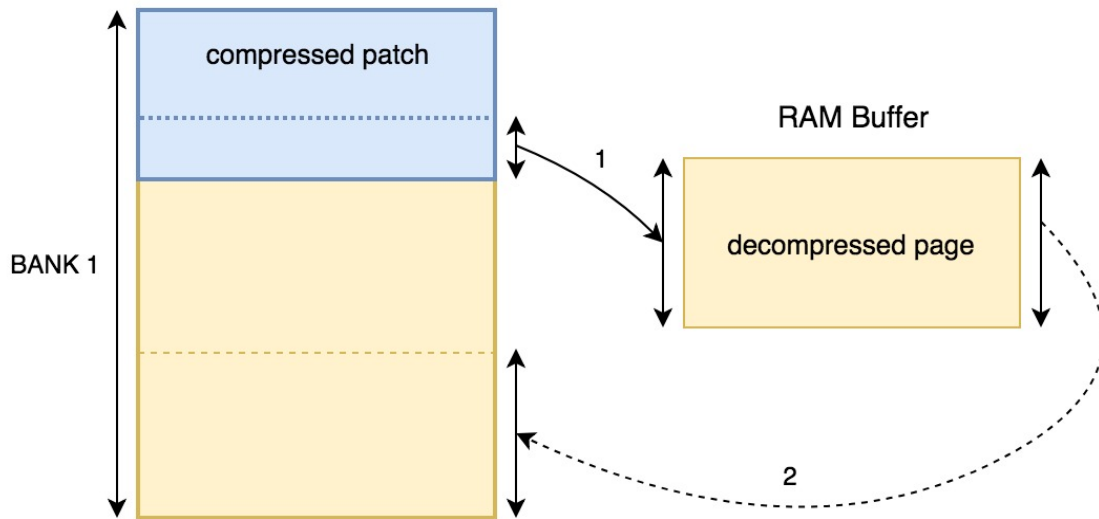 compressed patch
RAM Buffer
1
BANK 1
decompressed page
2